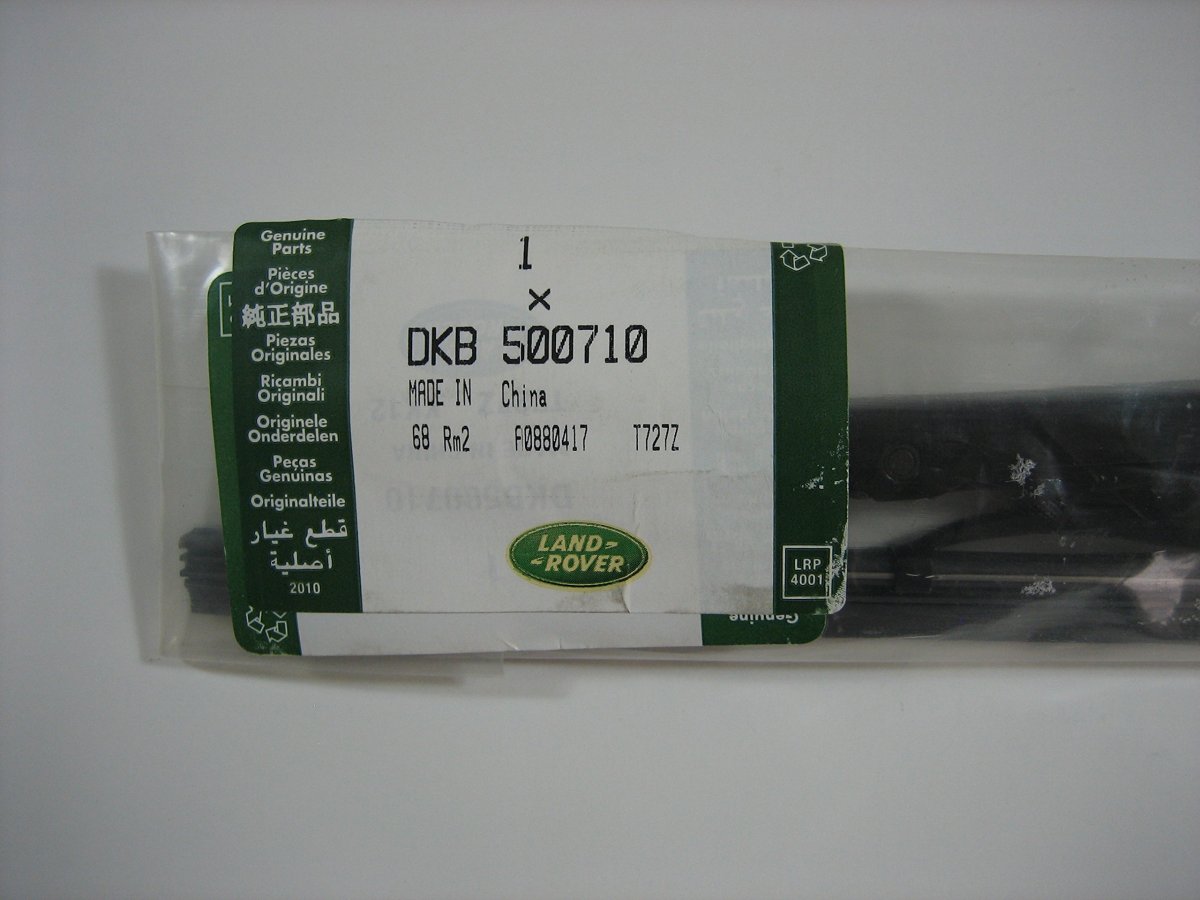 Genuine
Parts
Pièces
d'Origine
純正部品
Piezas
Originales
Ricambi
Originali
Originele
Onderdelen
Peças
Genuínas
Originalteile
قطع غيار
أصلية
2010
1
x
DKB 500710
MADE IN China
68 Rm2 A0880417 T727Z
LAND-
-ROVER
LRP
4001
Genuine